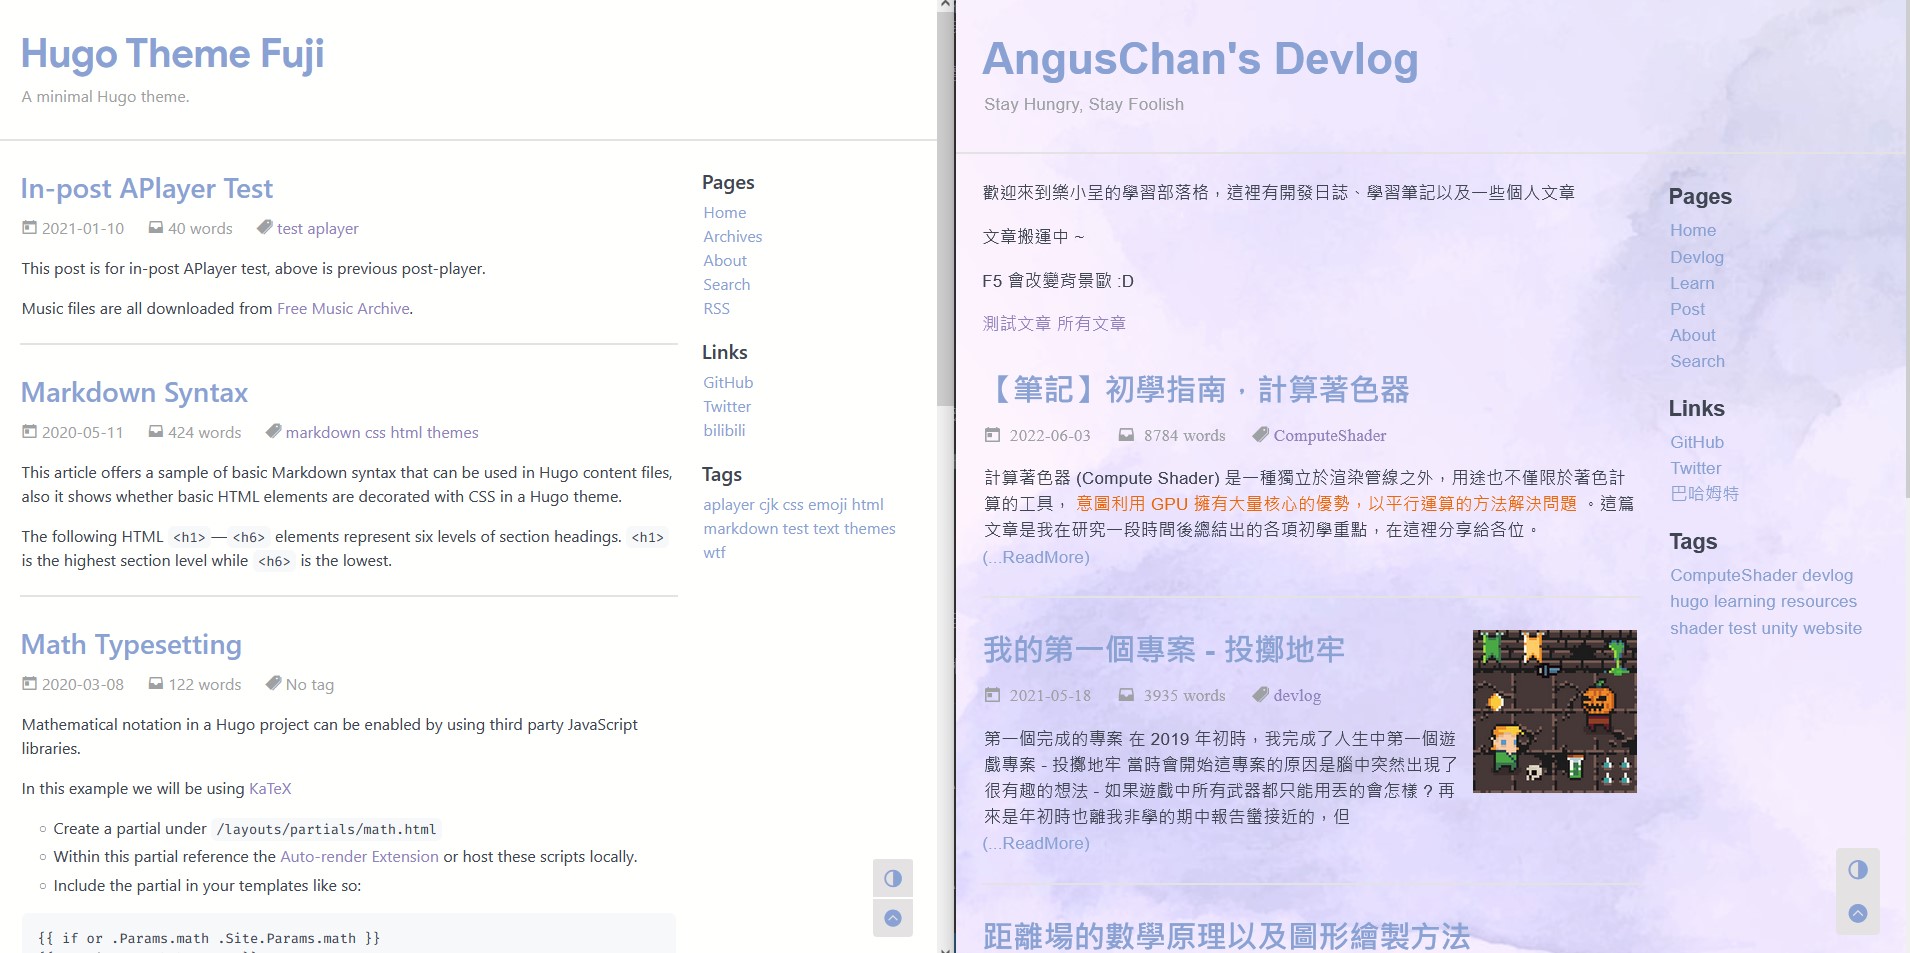 Hugo Theme Fuji
A minimal Hugo theme.
In-post APlayer Test
2021-01-10 40 words test aplayer
This post is for in-post APlayer test, above is previous post-player.
Music files are all downloaded from Free Music Archive.
Markdown Syntax
2020-05-11 424 words markdown css html themes
This article offers a sample of basic Markdown syntax that can be used in Hugo content files,
also it shows whether basic HTML elements are decorated with CSS in a Hugo theme.
The following HTML <h1> — <h6> elements represent six levels of section headings. <h1>
is the highest section level while <h6> is the lowest.
Math Typesetting
2020-03-08 122 words No tag
Mathematical notation in a Hugo project can be enabled by using third party JavaScript
libraries.
In this example we will be using KaTeX
Create a partial under /layouts/partials/math.html
Within this partial reference the Auto-render Extension or host these scripts locally.
Include the partial in your templates like so:
{{ if or .Params.math .Site.Params.math }}
Pages
Home
Archives
About
Search
RSS
Links
GitHub
Twitter
bilibili
Tags
aplayer cjk css emoji html
markdown test text themes
wtf
AngusChan's Devlog
Stay Hungry, Stay Foolish
歡迎來到樂小呈的學習部落格，這裡有開發日誌、學習筆記以及一些個人文章
文章搬運中 ~
F5 會改變背景歐 :D
測試文章 所有文章
【筆記】初學指南，計算著色器
2022-06-03 8784 words ComputeShader
計算著色器 (Compute Shader) 是一種獨立於渲染管線之外，用途也不僅限於著色計
算的工具， 意圖利用 GPU 擁有大量核心的優勢，以平行運算的方法解決問題 。這篇
文章是我在研究一段時間後總結出的各項初學重點，在這裡分享給各位。
(...ReadMore)
我的第一個專案 - 投擲地牢
2021-05-18 3935 words devlog
第一個完成的專案 在 2019 年初時，我完成了人生中第一個遊
戲專案 - 投擲地牢 當時會開始這專案的原因是腦中突然出現了
很有趣的想法 - 如果遊戲中所有武器都只能用丟的會怎樣？再
來是年初時也離我非學的期中報告蠻接近的，但
(...ReadMore)
距離場的數學原理以及圖形繪製方法
Pages
Home
Devlog
Learn
Post
About
Search
Links
GitHub
Twitter
巴哈姆特
Tags
ComputeShader devlog
hugo learning resources
shader test unity website